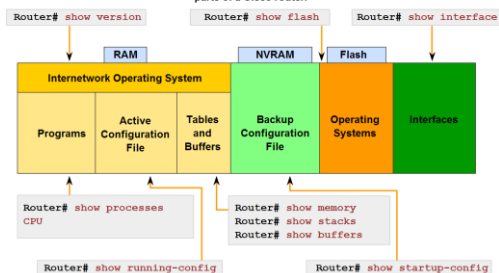 parts of a Cisco router.
Router# show version
Router# show flash
Router# show interface
RAM
NVRAM
Flash
Internetwork Operating System
Programs
Active
Configuration
File
Tables
and
Buffers
Backup
Configuration
File
Operating
Systems
Interfaces
Router# show processes
CPU
Router# show memory
Router# show stacks
Router# show buffers
Router# show running-config
Router# show startup-config